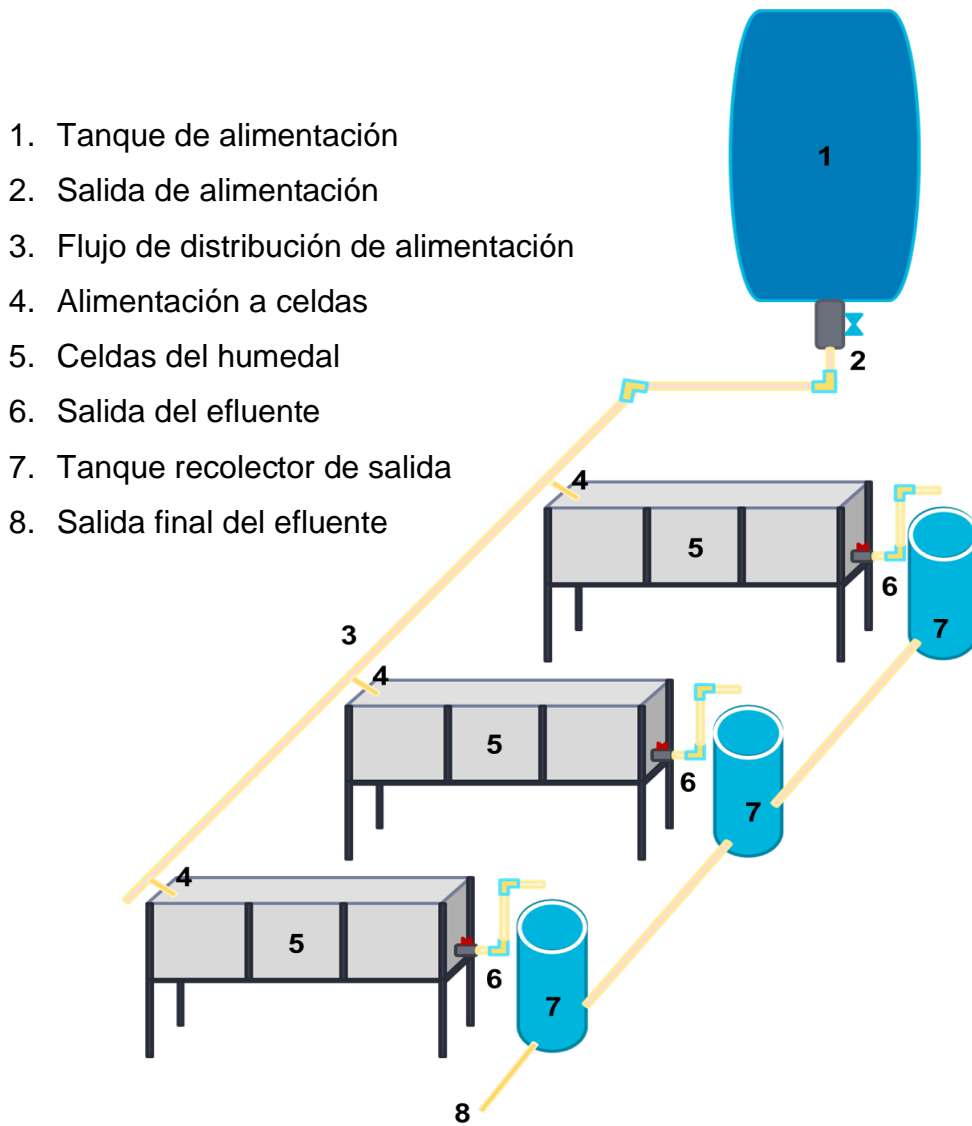 1. Tanque de alimentación
2. Salida de alimentación
3. Flujo de distribución de alimentación
4. Alimentación a celdas
5. Celdas del humedal
6. Salida del efluente
7. Tanque recolector de salida
8. Salida final del efluente
1
2
4
5
6
7
3
4
5
6
7
4
5
6
7
8